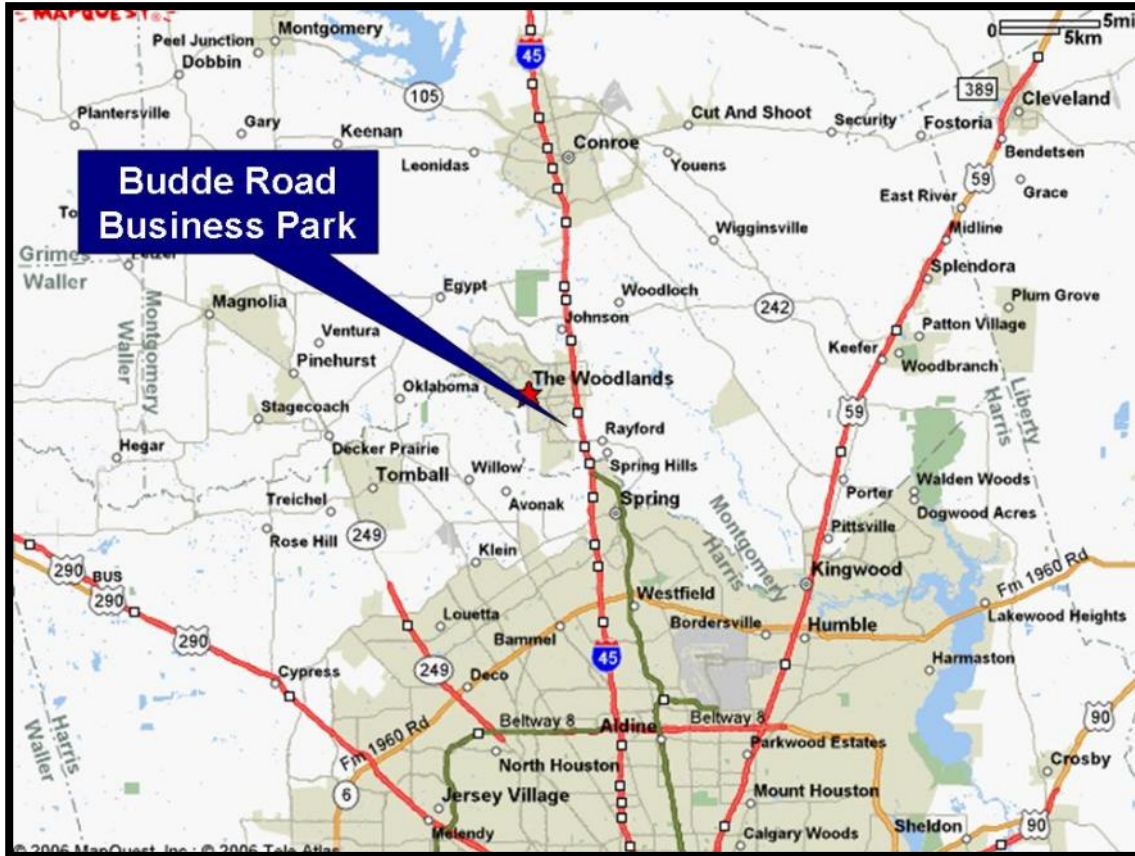 MAPQUEST
Montgomery
Peel Junction
Dobbin
45
5mi
0
5km
105
389
Cleveland
Plantersville
Gary
Keenan
Leonidas
Conroe
Cut And Shoot
Youens
Security
Fostoria
Bendetsen
59
Grace
East River
Budde Road
Business Park
Grimes
Waller
Wigginsville
Midline
Splendora
Plum Grove
Magnolia
Egypt
Woodloch
242
Johnson
Patton Village
Ventura
Keefer
Woodbranch
Pinehurst
Montgomery
Waller
The Woodlands
Oklahoma
59
Liberty
Harris
Stagecoach
Hegar
Decker Prairie
Rayford
Tomball
Willow
Spring Hills
Avonak
Spring
Treichel
Porter
Walden Woods
Dogwood Acres
Rose Hill
249
Klein
Montgomery
Harris
Pittsville
Kingwood
Fm 1960 Rd
290
BUS
290
290
Louetta
Westfield
Bammel
Bordersville
Humble
Lakewood Heights
Cypress
249
Deco
45
Harmaston
Harris
Waller
Fm 1960 Rd
Beltway 8
Aldine
Beltway 8
90
North Houston
Parkwood Estates
Crosby
6
Jersey Village
Mount Houston
Melendy
Calgary Woods
Sheldon
90
© 2006 MapQuest, Inc.; © 2006 Tele Atlas